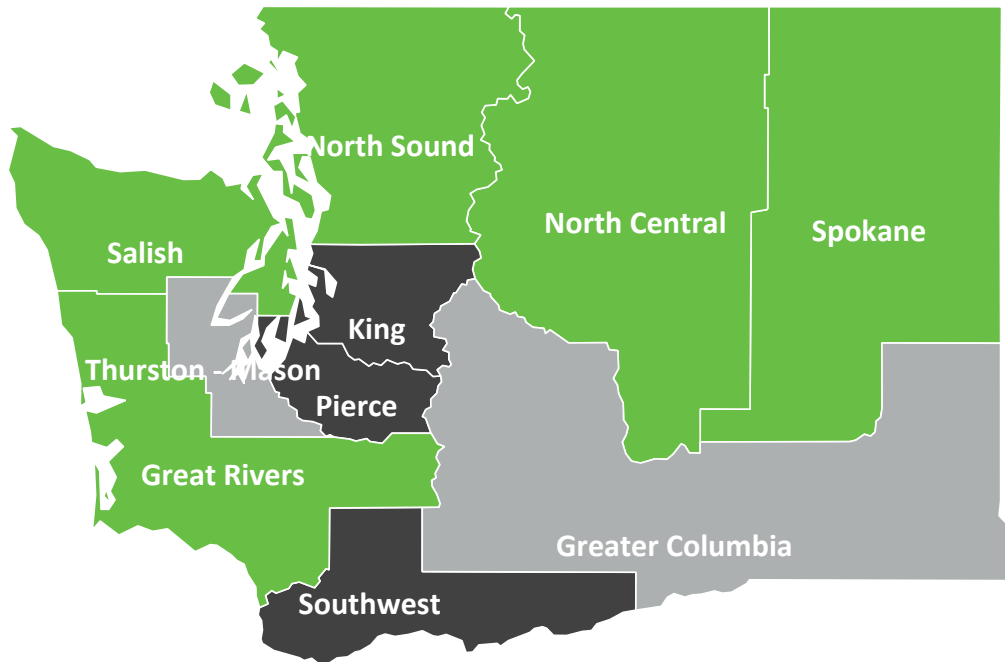 North Sound
North Central
Spokane
Salish
King
Thurston - Mason
Pierce
Great Rivers
Greater Columbia
Southwest